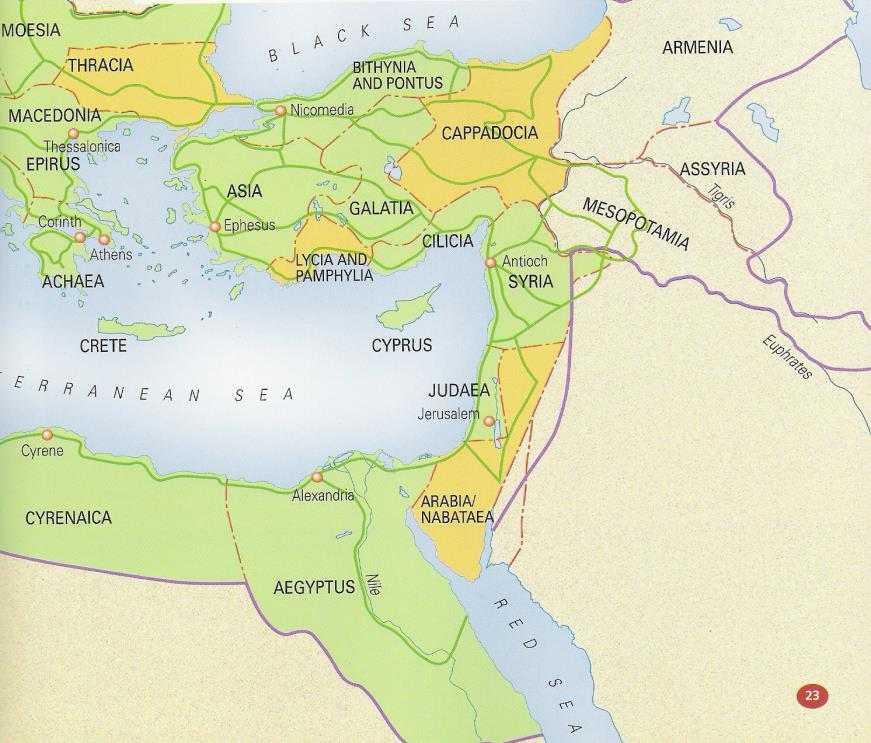 BLACK SEA
MOESIA
ARMENIA
THRACIA
BITHYNIA
AND PONTUS
MACEDONIA
Nicomedia
CAPPADOCIA
Thessalonica
EPIRUS
ASSYRIA
Tigris
ASIA
GALATIA
MESOPOTAMIA
Corinth
Ephesus
CILICIA
Athens
LYCIA AND
PAMPHYLIA
Antioch
SYRIA
ACHAEA
CRETE
CYPRUS
Euphrates
TERRANEAN SEA
JUDAEA
Jerusalem
Cyrene
Alexandria
ARABIA/
NABATAEA
CYRENAICA
AEGYPTUS
Nile
RED SEA
23